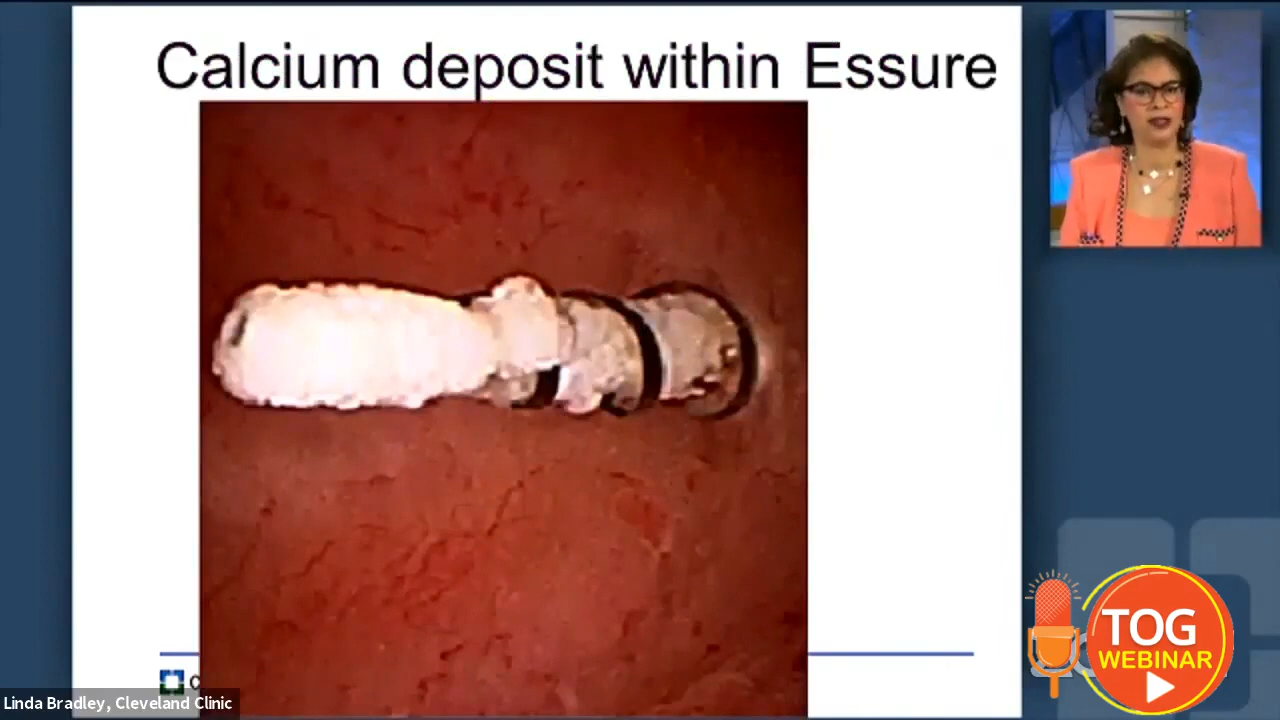 Calcium deposit within Essure
TOG
WEBINAR
Linda Bradley, Cleveland Clinic